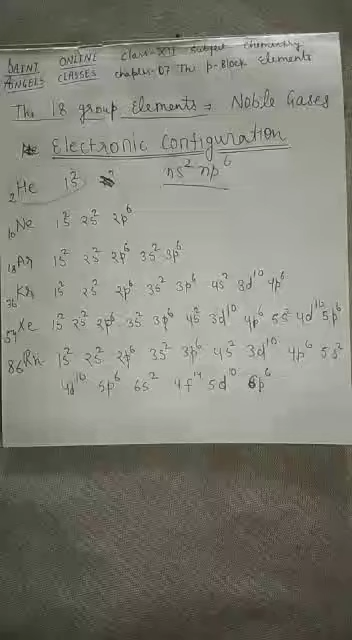 SAINT ONLINE Class-XII Subject Chemistry
ANGELS CLASSES chapter-07 The p-Block Elements
The 18 group Elements → Noble Gases
Electronic Configuration
₂He 1s² ns² np⁶
₁₀Ne 1s² 2s² 2p⁶
₁₈Ar 1s² 2s² 2p⁶ 3s² 3p⁶
₃₆Kr 1s² 2s² 2p⁶ 3s² 3p⁶ 4s² 3d¹⁰ 4p⁶
₅₄Xe 1s² 2s² 2p⁶ 3s² 3p⁶ 4s² 3d¹⁰ 4p⁶ 5s² 4d¹⁰ 5p⁶
₈₆Rn 1s² 2s² 2p⁶ 3s² 3p⁶ 4s² 3d¹⁰ 4p⁶ 5s²
4d¹⁰ 5p⁶ 6s² 4f¹⁴ 5d¹⁰ 6p⁶